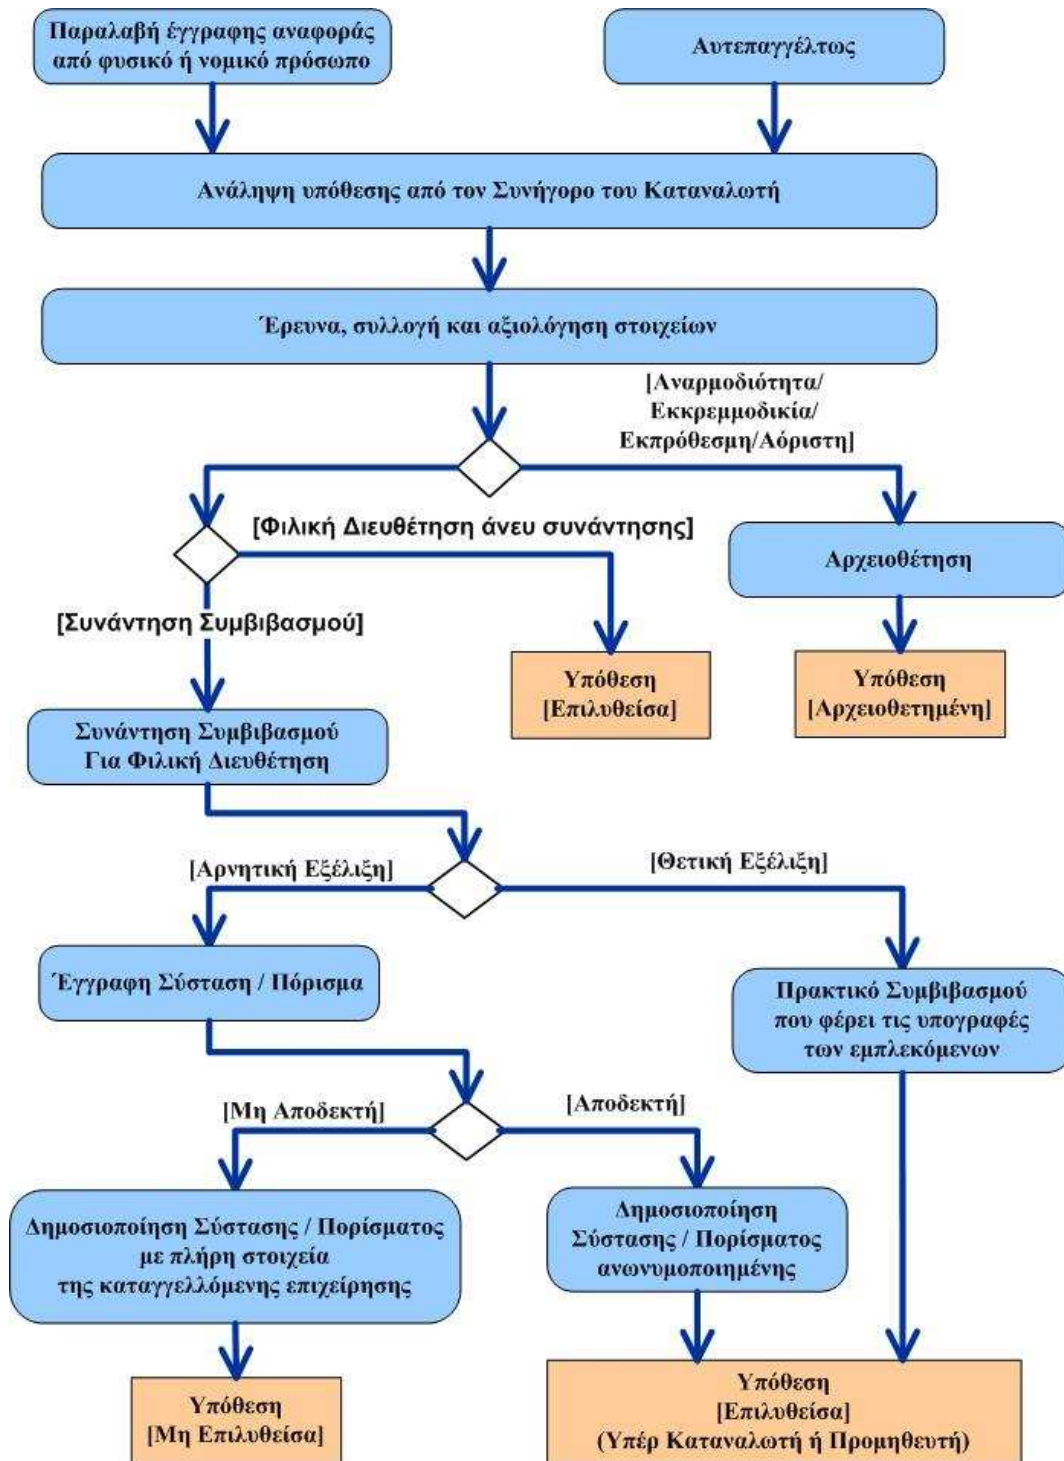 Παραλαβή έγγραφης αναφοράς
από φυσικό ή νομικό πρόσωπο
Αυτεπαγγέλτως
Ανάληψη υπόθεσης από τον Συνήγορο του Καταναλωτή
Έρευνα, συλλογή και αξιολόγηση στοιχείων
[Αναρμοδιότητα/
Εκκρεμμοδικία/
Εκπρόθεσμη/Αόριστη]
[Φιλική Διευθέτηση άνευ συνάντησης]
Αρχειοθέτηση
[Συνάντηση Συμβιβασμού]
Υπόθεση
[Επιλυθείσα]
Υπόθεση
[Αρχειοθετημένη]
Συνάντηση Συμβιβασμού
Για Φιλική Διευθέτηση
[Αρνητική Εξέλιξη]
[Θετική Εξέλιξη]
Έγγραφη Σύσταση / Πόρισμα
Πρακτικό Συμβιβασμού
που φέρει τις υπογραφές
των εμπλεκόμενων
[Μη Αποδεκτή]
[Αποδεκτή]
Δημοσιοποίηση Σύστασης / Πορίσματος
με πλήρη στοιχεία
της καταγγελλόμενης επιχείρησης
Δημοσιοποίηση
Σύστασης / Πορίσματος
ανωνυμοποιημένης
Υπόθεση
[Μη Επιλυθείσα]
Υπόθεση
[Επιλυθείσα]
(Υπέρ Καταναλωτή ή Προμηθευτή)